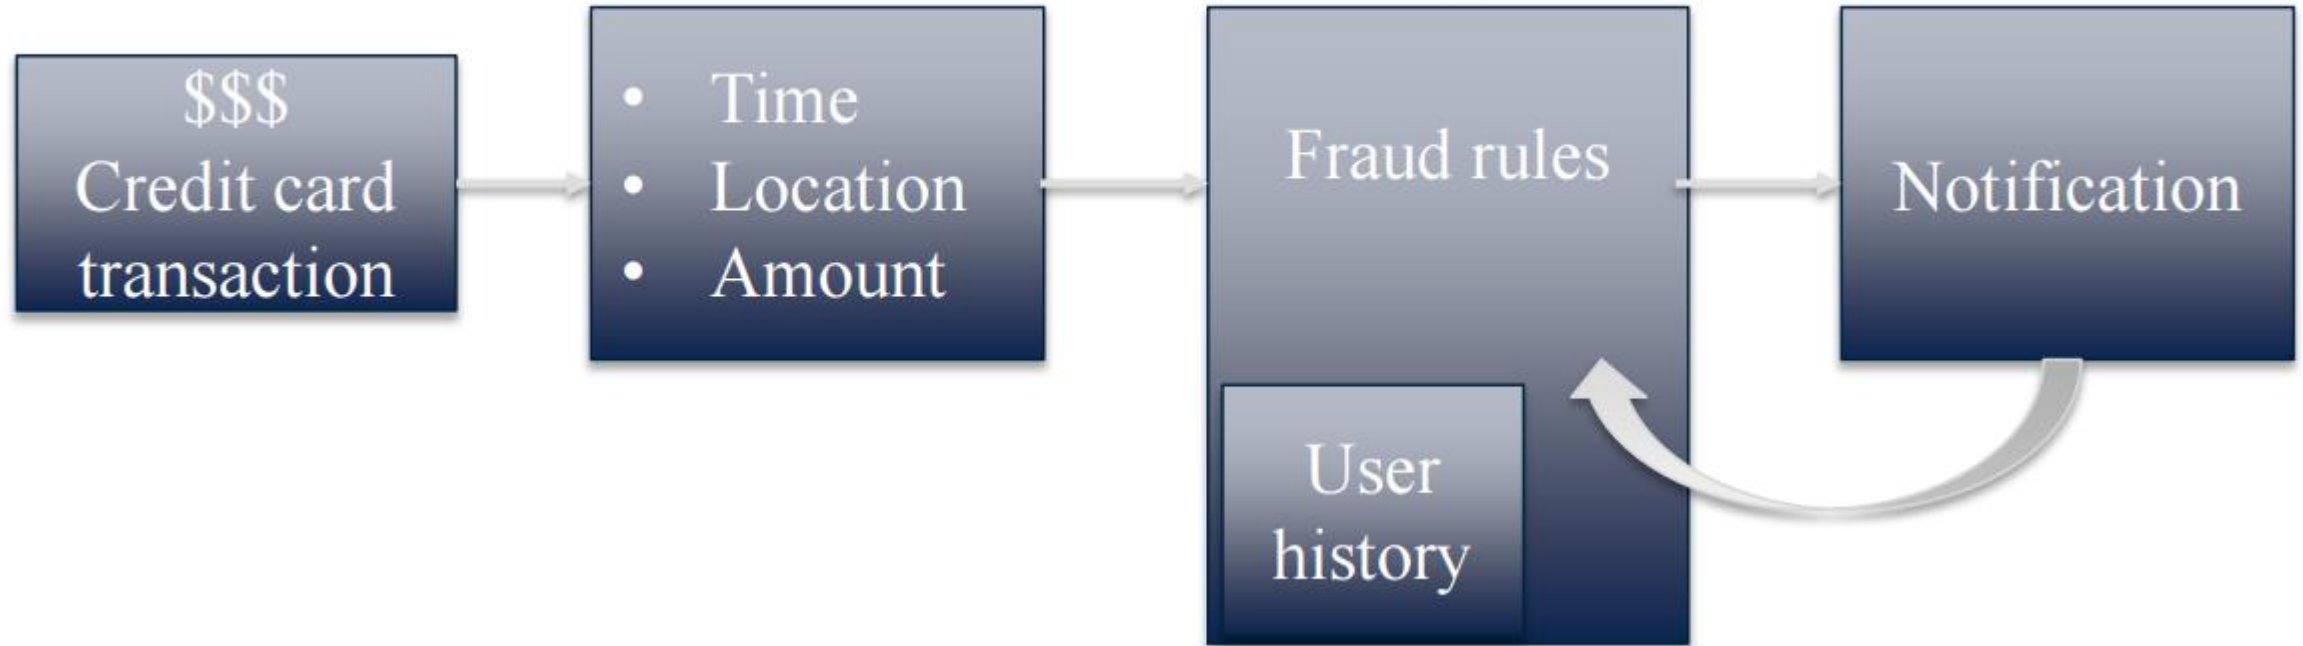 $$$
Credit card
transaction
• Time
• Location
• Amount
Fraud rules
User
history
Notification